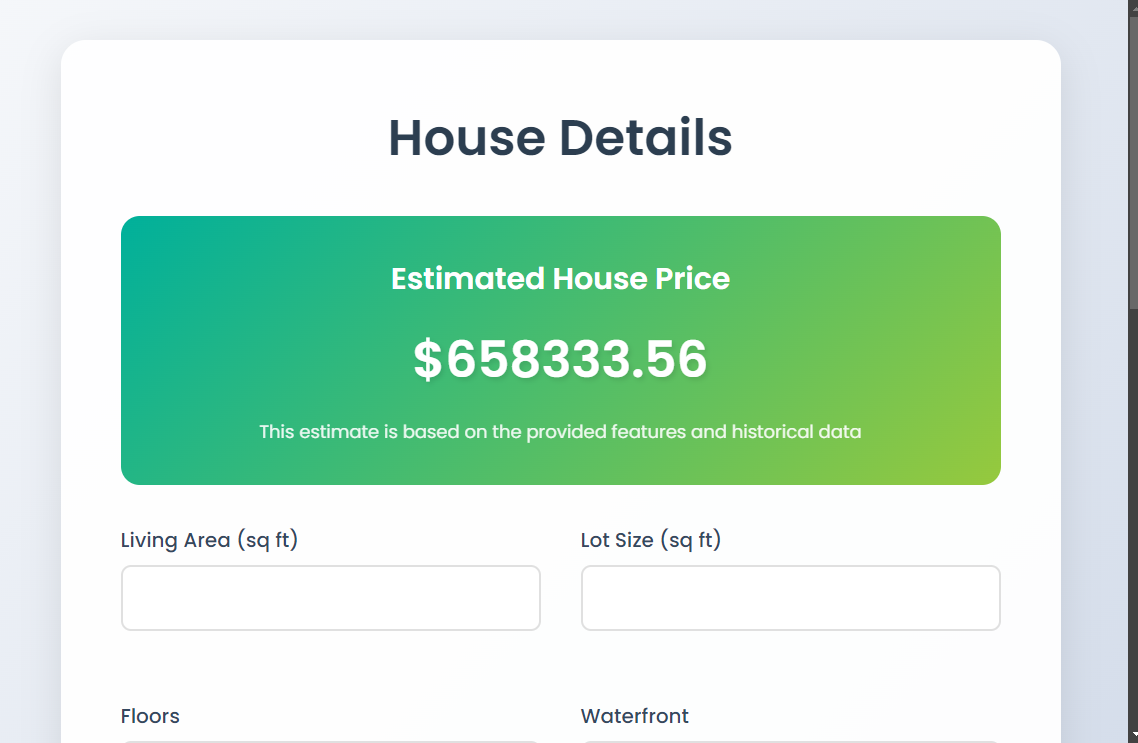 House Details
Estimated House Price
$658333.56
This estimate is based on the provided features and historical data
Living Area (sq ft)
Lot Size (sq ft)
Floors
Waterfront